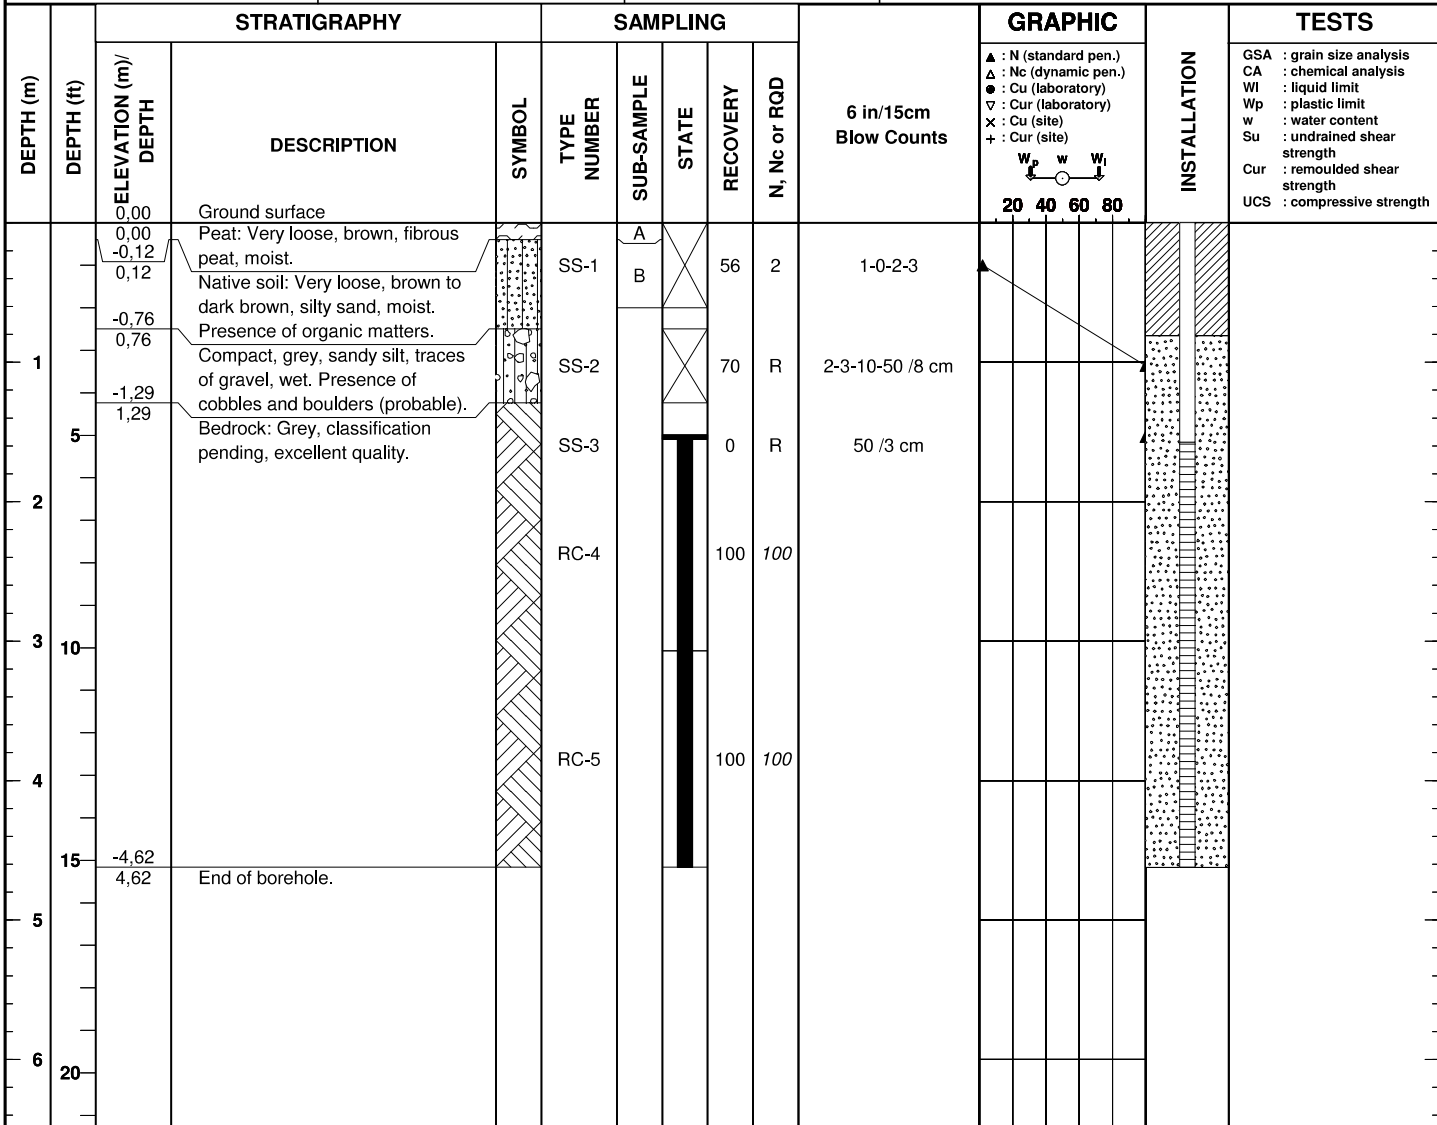 STRATIGRAPHY
SAMPLING
GRAPHIC
TESTS
DEPTH (m)
DEPTH (ft)
ELEVATION (m)/
DEPTH
DESCRIPTION
SYMBOL
TYPE
NUMBER
SUB-SAMPLE
STATE
RECOVERY
N, Nc or RQD
6 in/15cm
Blow Counts
▲ : N (standard pen.)
△ : Nc (dynamic pen.)
● : Cu (laboratory)
▽ : Cur (laboratory)
× : Cu (site)
+ : Cur (site)
Wp w Wl
20 40 60 80
INSTALLATION
GSA : grain size analysis
CA : chemical analysis
Wl : liquid limit
Wp : plastic limit
w : water content
Su : undrained shear
strength
Cur : remoulded shear
strength
UCS : compressive strength
0,00 Ground surface
0,00 Peat: Very loose, brown, fibrous
-0,12 peat, moist.
0,12 Native soil: Very loose, brown to
dark brown, silty sand, moist.
-0,76 Presence of organic matters.
0,76 Compact, grey, sandy silt, traces
of gravel, wet. Presence of
-1,29 cobbles and boulders (probable).
1,29 Bedrock: Grey, classification
pending, excellent quality.
A
SS-1 B 56 2 1-0-2-3
1 SS-2 70 R 2-3-10-50 /8 cm
5 SS-3 0 R 50 /3 cm
2
RC-4 100 100
3 10
RC-5 100 100
4
15 -4,62
4,62 End of borehole.
5
6 20